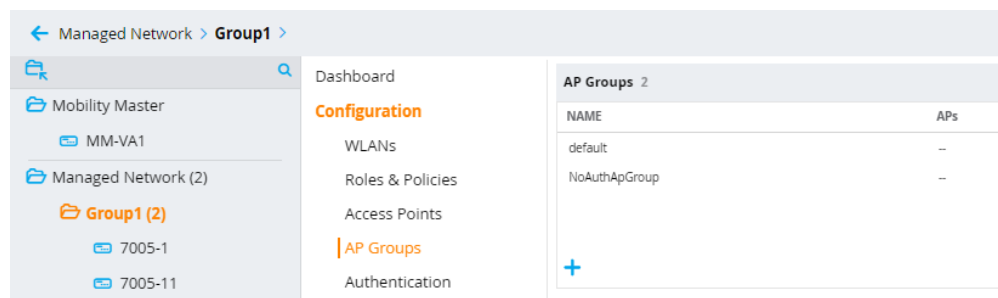 Managed Network > Group1 >
Mobility Master
MM-VA1
Managed Network (2)
Group1 (2)
7005-1
7005-11
Dashboard
Configuration
WLANs
Roles & Policies
Access Points
AP Groups
Authentication
AP Groups 2
NAME APs
default --
NoAuthApGroup --